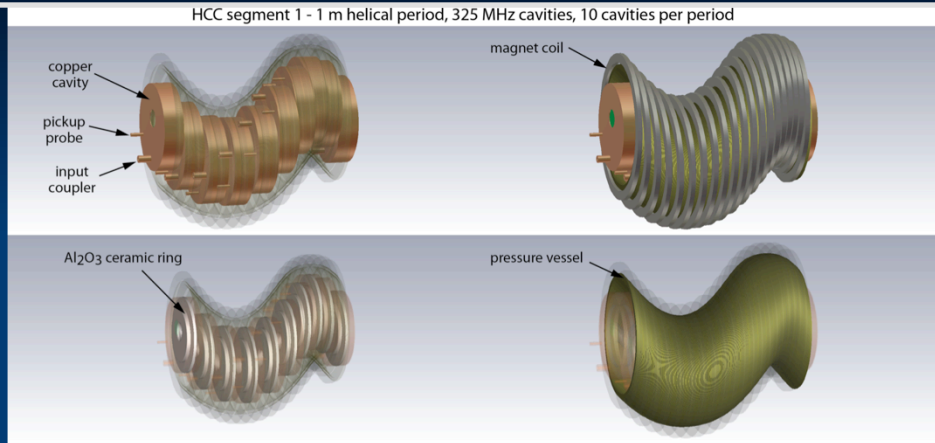 HCC segment 1 - 1 m helical period, 325 MHz cavities, 10 cavities per period
copper
cavity
pickup
probe
input
coupler
magnet coil
Al₂O₃ ceramic ring
pressure vessel